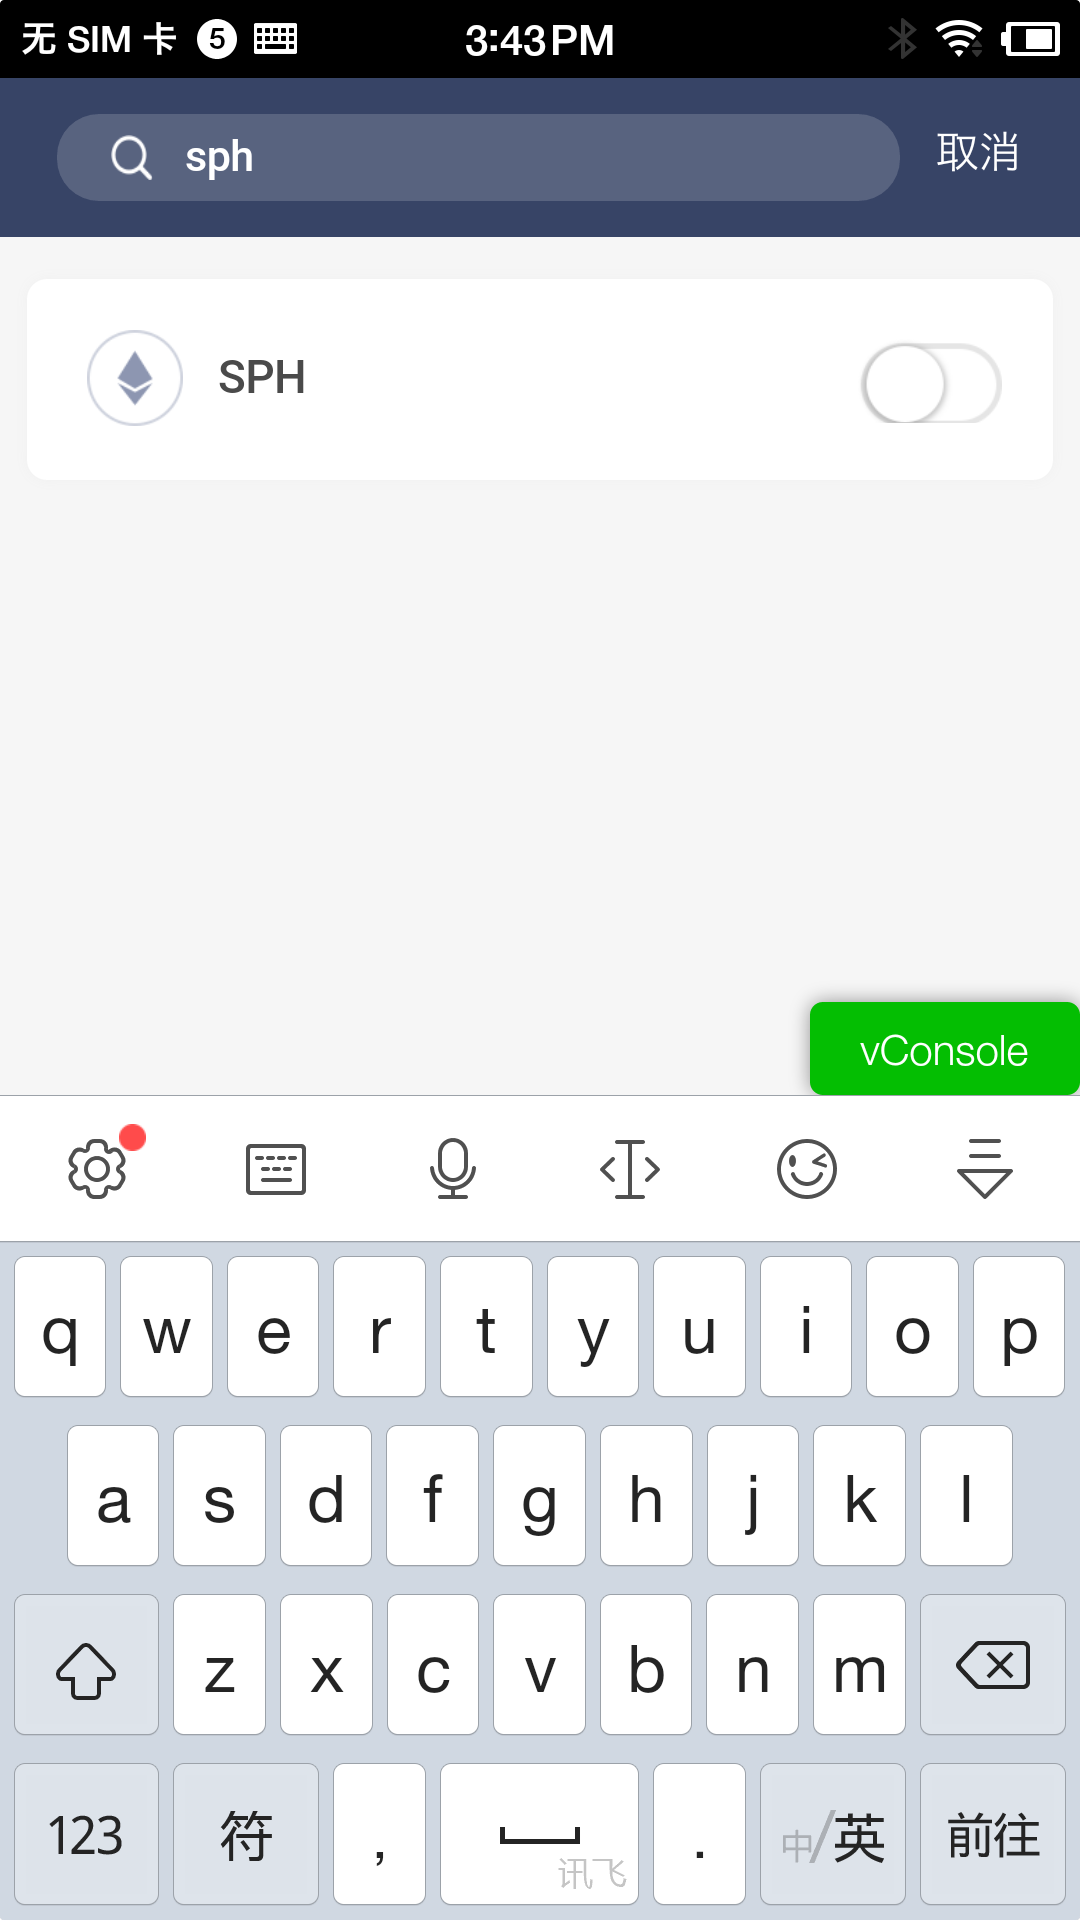 无 SIM 卡 5 3:43 PM
sph 取消
SPH
vConsole
q w e r t y u i o p
a s d f g h j k l
z x c v b n m
123 符 , 讯飞 . 中/英 前往